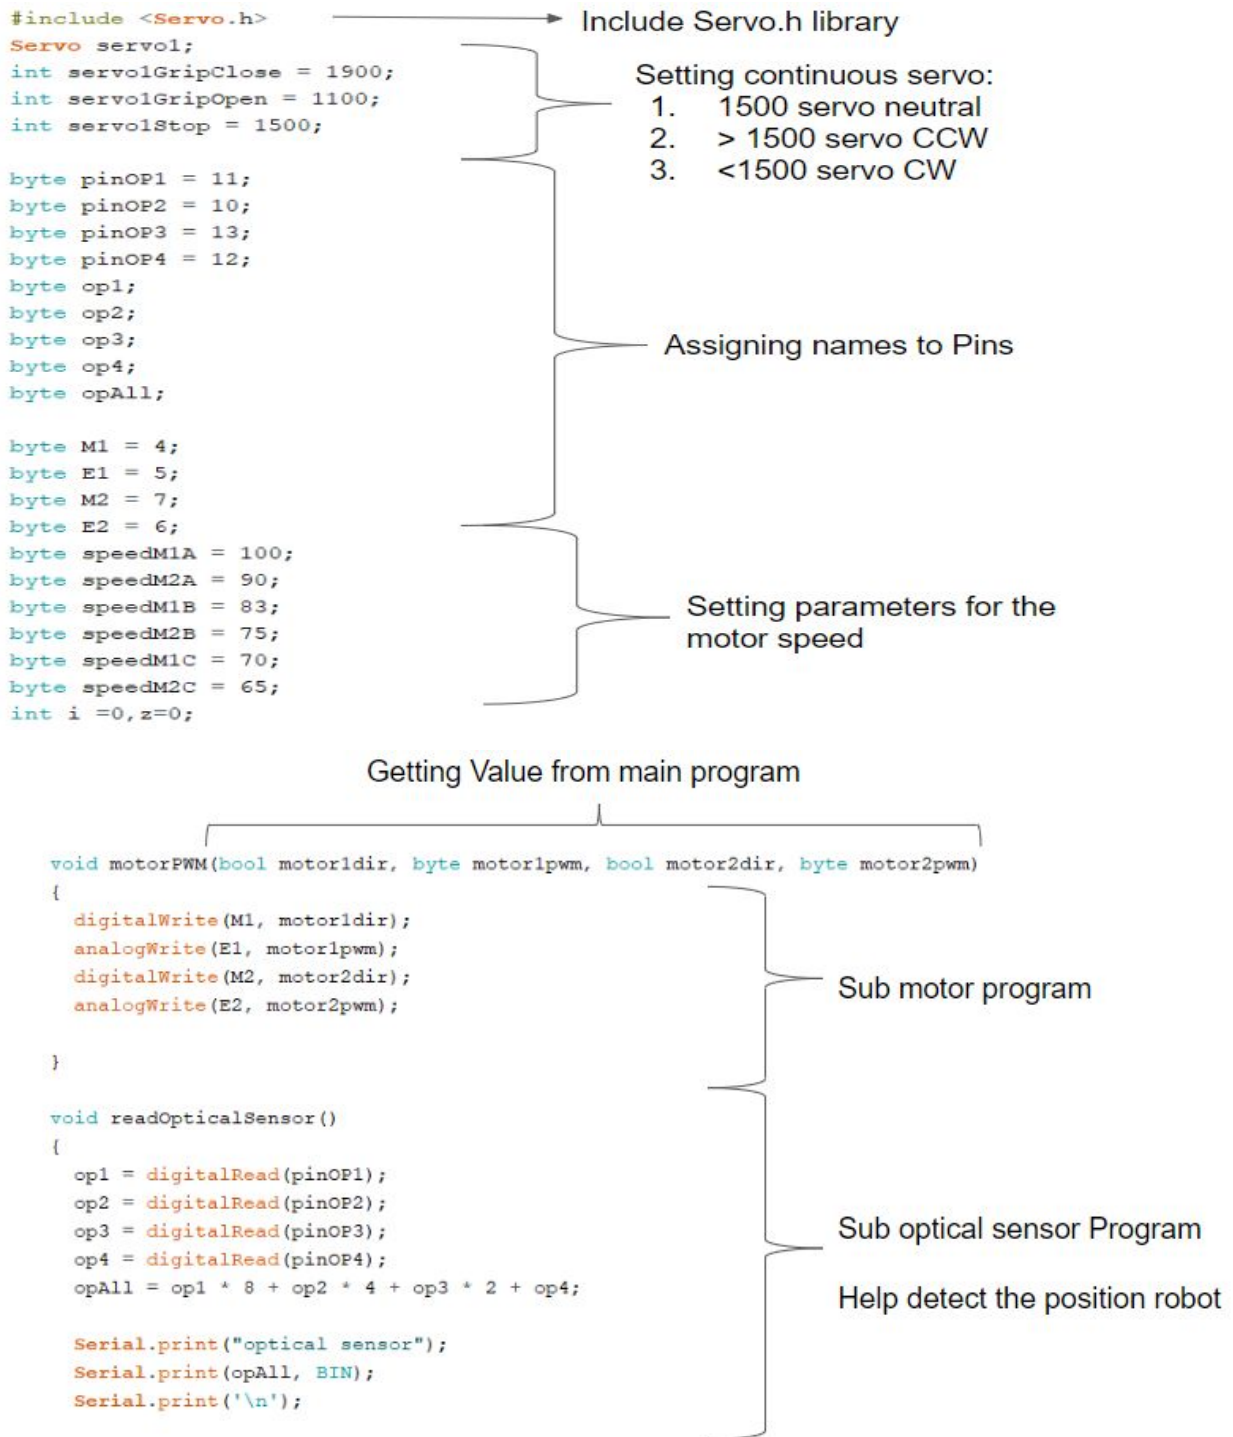 #include <Servo.h>
Include Servo.h library
Servo servo1;
int servo1GripClose = 1900;
int servo1GripOpen = 1100;
int servo1Stop = 1500;
Setting continuous servo:
1. 1500 servo neutral
2. > 1500 servo CCW
3. <1500 servo CW
byte pinOP1 = 11;
byte pinOP2 = 10;
byte pinOP3 = 13;
byte pinOP4 = 12;
byte op1;
byte op2;
byte op3;
byte op4;
byte opAll;
byte M1 = 4;
byte E1 = 5;
byte M2 = 7;
byte E2 = 6;
Assigning names to Pins
byte speedM1A = 100;
byte speedM2A = 90;
byte speedM1B = 83;
byte speedM2B = 75;
byte speedM1C = 70;
byte speedM2C = 65;
int i =0,z=0;
Setting parameters for the
motor speed
Getting Value from main program
void motorPWM(bool motor1dir, byte motor1pwm, bool motor2dir, byte motor2pwm)
{
digitalWrite(M1, motor1dir);
analogWrite(E1, motor1pwm);
digitalWrite(M2, motor2dir);
analogWrite(E2, motor2pwm);
}
Sub motor program
void readOpticalSensor()
{
op1 = digitalRead(pinOP1);
op2 = digitalRead(pinOP2);
op3 = digitalRead(pinOP3);
op4 = digitalRead(pinOP4);
opAll = op1 * 8 + op2 * 4 + op3 * 2 + op4;
Serial.print("optical sensor");
Serial.print(opAll, BIN);
Serial.print('\n');
Sub optical sensor Program
Help detect the position robot